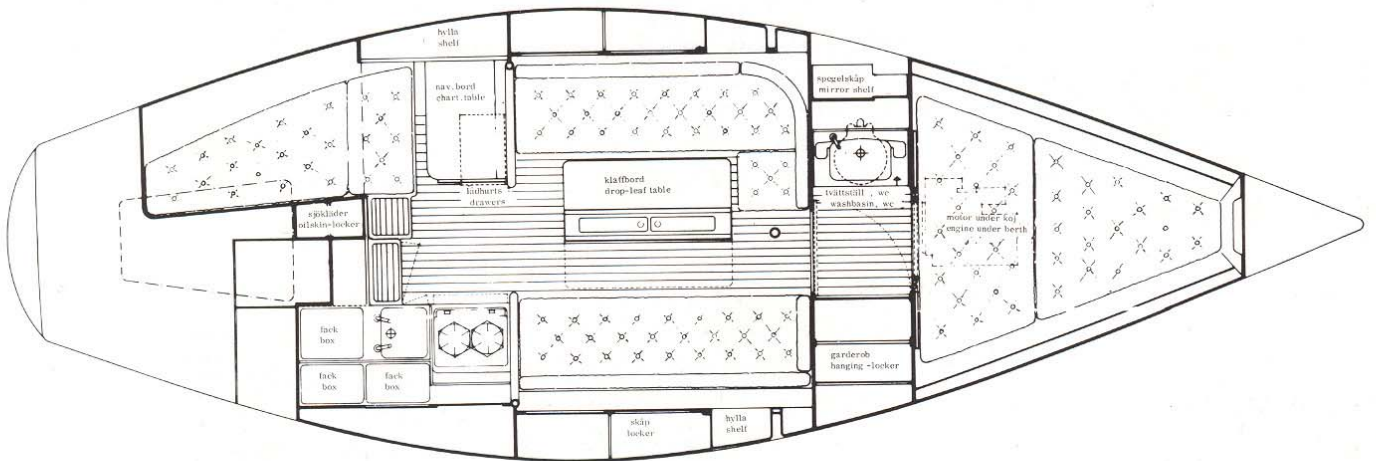 hylla
shelf
nav.bord
chart.table
lådhurts
drawers
sjökläder
oilskin-locker
klaffbord
drop-leaf table
spegelskåp
mirror shelf
tvättställ , wc
washbasin, wc
motor under koj
engine under berth
fack
box
fack
box
fack
box
garderob
hanging -locker
skåp
locker
hylla
shelf